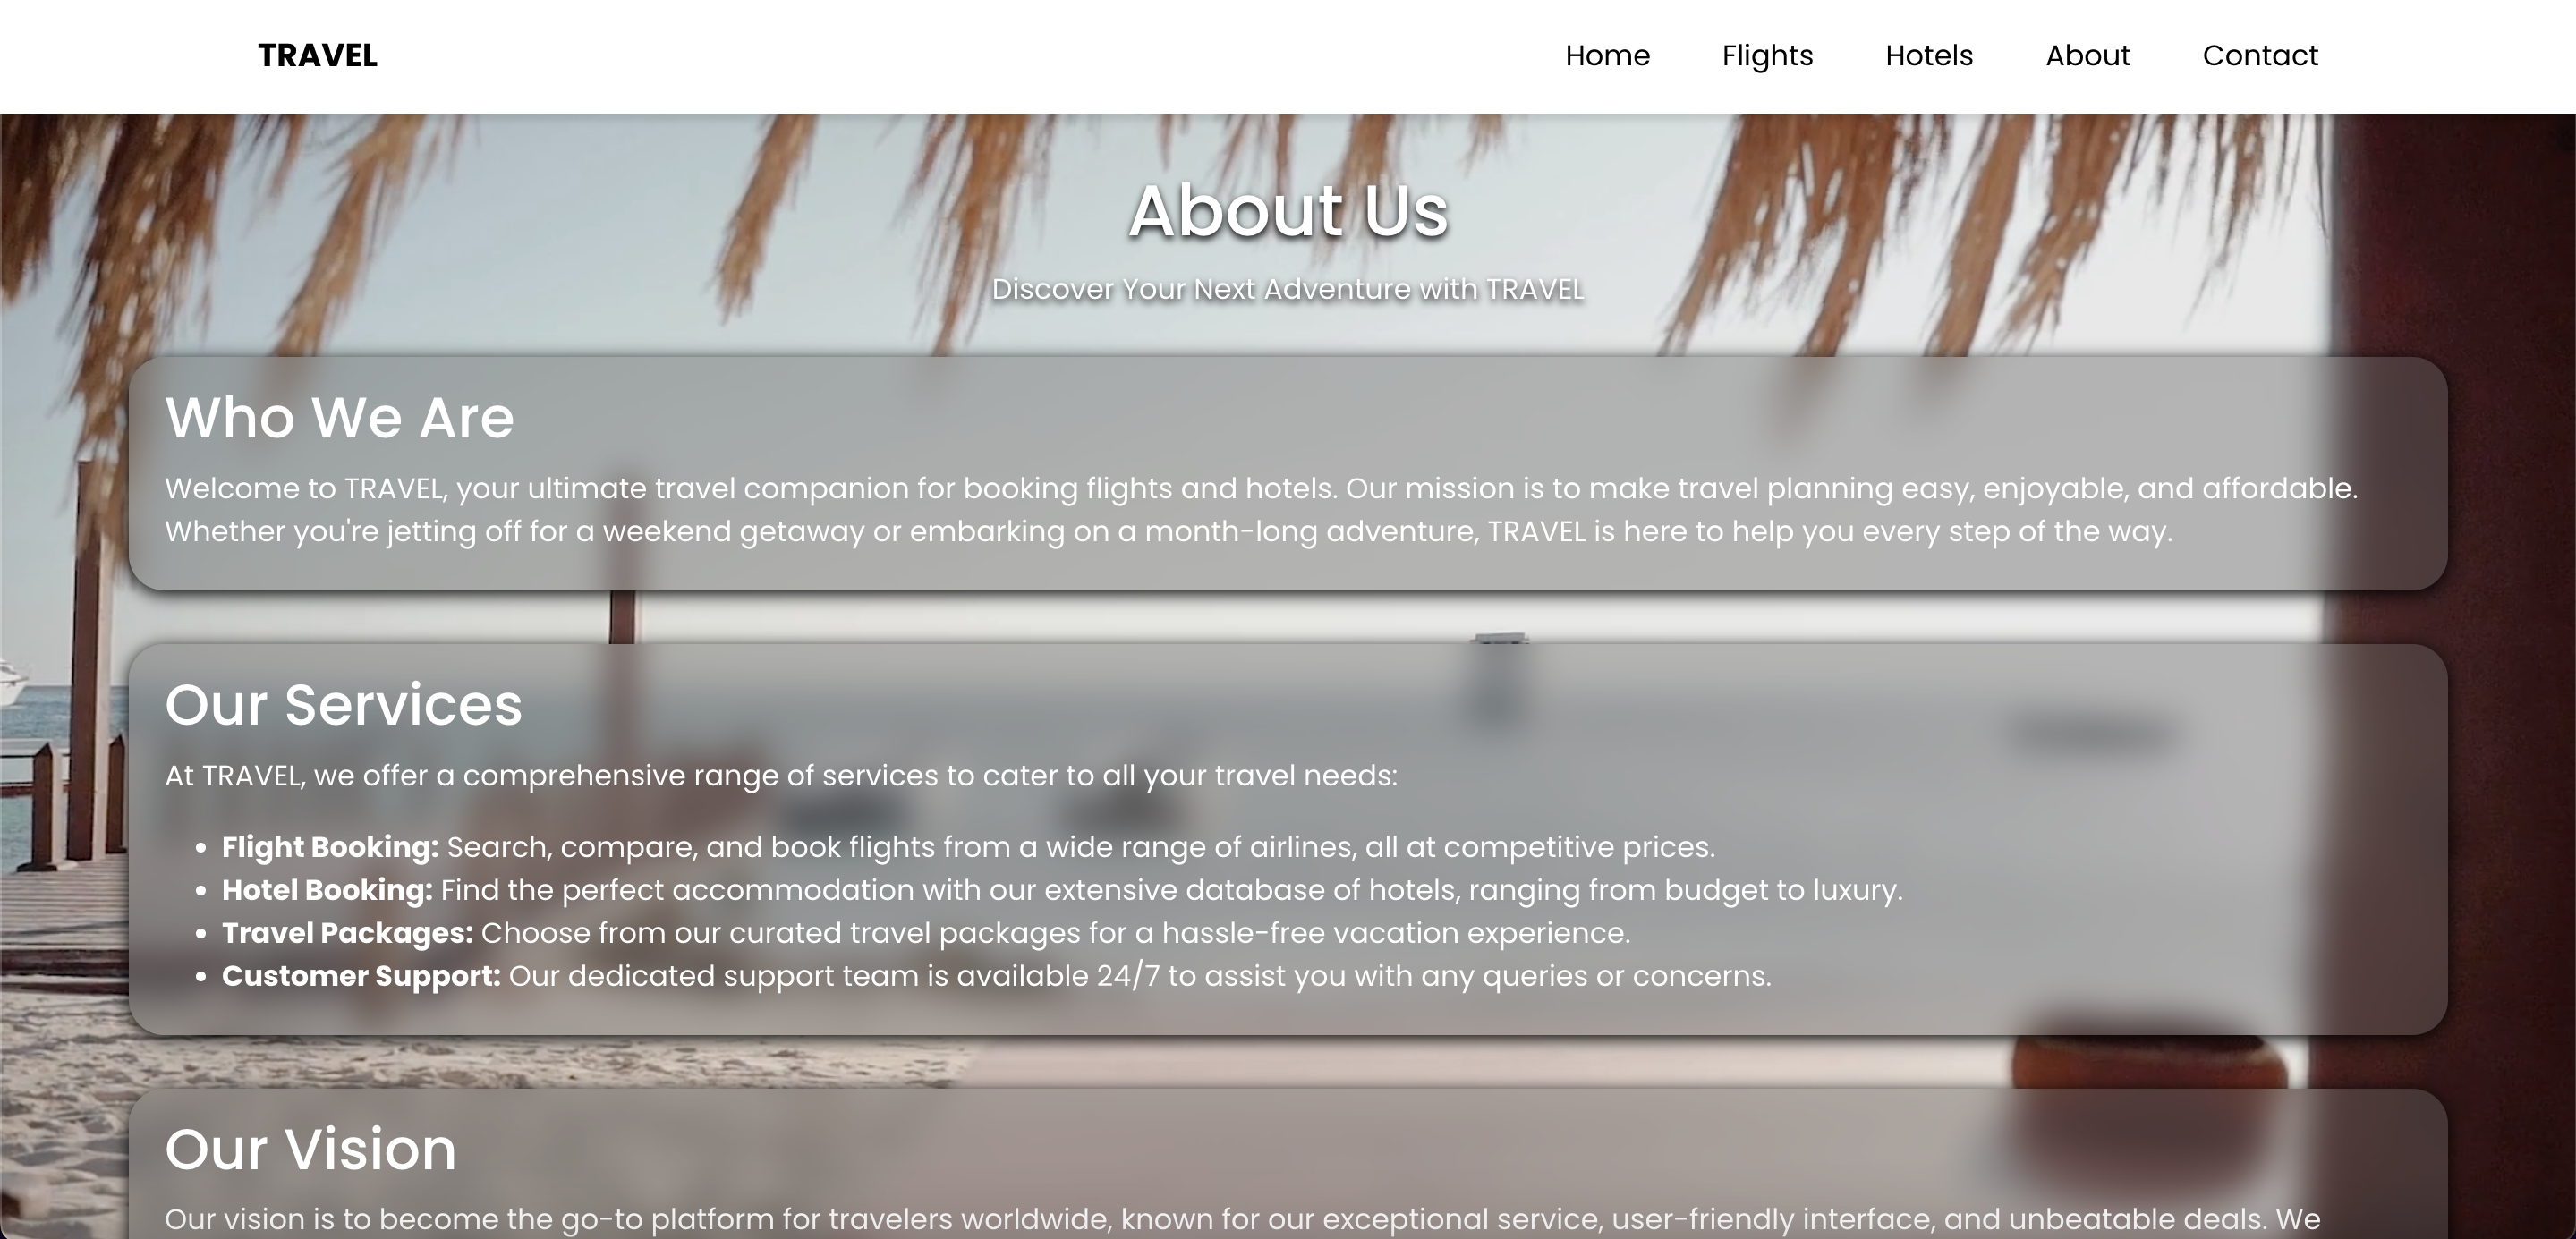 TRAVEL
Home Flights Hotels About Contact
About Us
Discover Your Next Adventure with TRAVEL
Who We Are
Welcome to TRAVEL, your ultimate travel companion for booking flights and hotels. Our mission is to make travel planning easy, enjoyable, and affordable.
Whether you're jetting off for a weekend getaway or embarking on a month-long adventure, TRAVEL is here to help you every step of the way.
Our Services
At TRAVEL, we offer a comprehensive range of services to cater to all your travel needs:
• Flight Booking: Search, compare, and book flights from a wide range of airlines, all at competitive prices.
• Hotel Booking: Find the perfect accommodation with our extensive database of hotels, ranging from budget to luxury.
• Travel Packages: Choose from our curated travel packages for a hassle-free vacation experience.
• Customer Support: Our dedicated support team is available 24/7 to assist you with any queries or concerns.
Our Vision
Our vision is to become the go-to platform for travelers worldwide, known for our exceptional service, user-friendly interface, and unbeatable deals. We